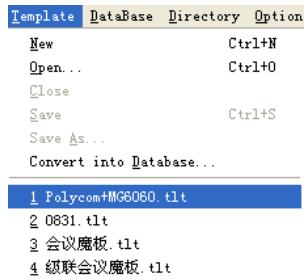 Template DataBase Directory Option
New Ctrl+N
Open... Ctrl+O
Close
Save Ctrl+S
Save As...
Convert into Database...
1 Polycom+MG6060.tlt
2 0831.tlt
3 会议魔板.tlt
4 级联会议魔板.tlt